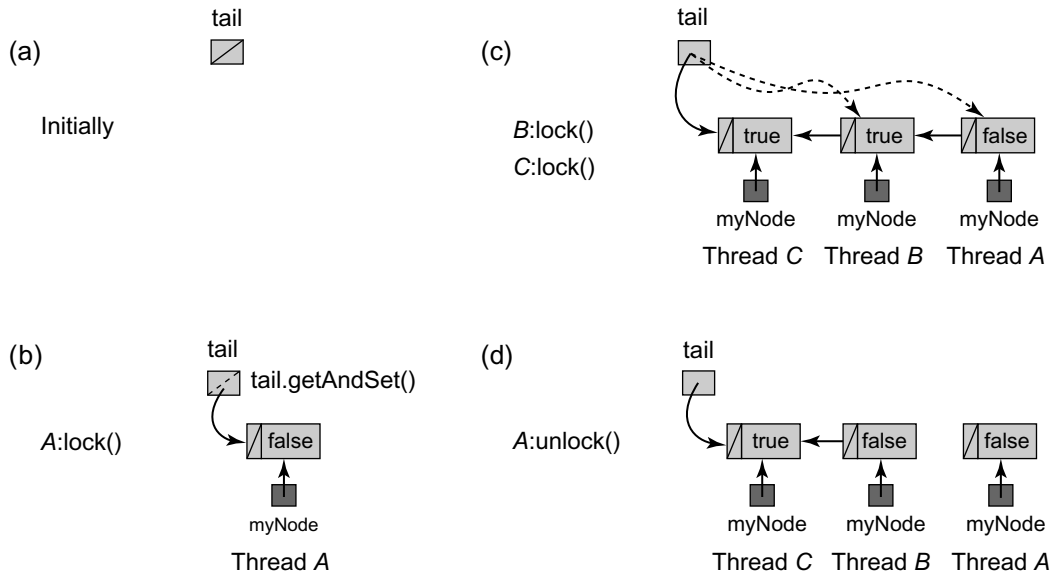 (a)
tail
Initially
(b)
tail
tail.getAndSet()
A:lock()
false
myNode
Thread A
(c)
tail
B:lock()
C:lock()
true
true
false
myNode
myNode
myNode
Thread C
Thread B
Thread A
(d)
tail
A:unlock()
true
false
false
myNode
myNode
myNode
Thread C
Thread B
Thread A